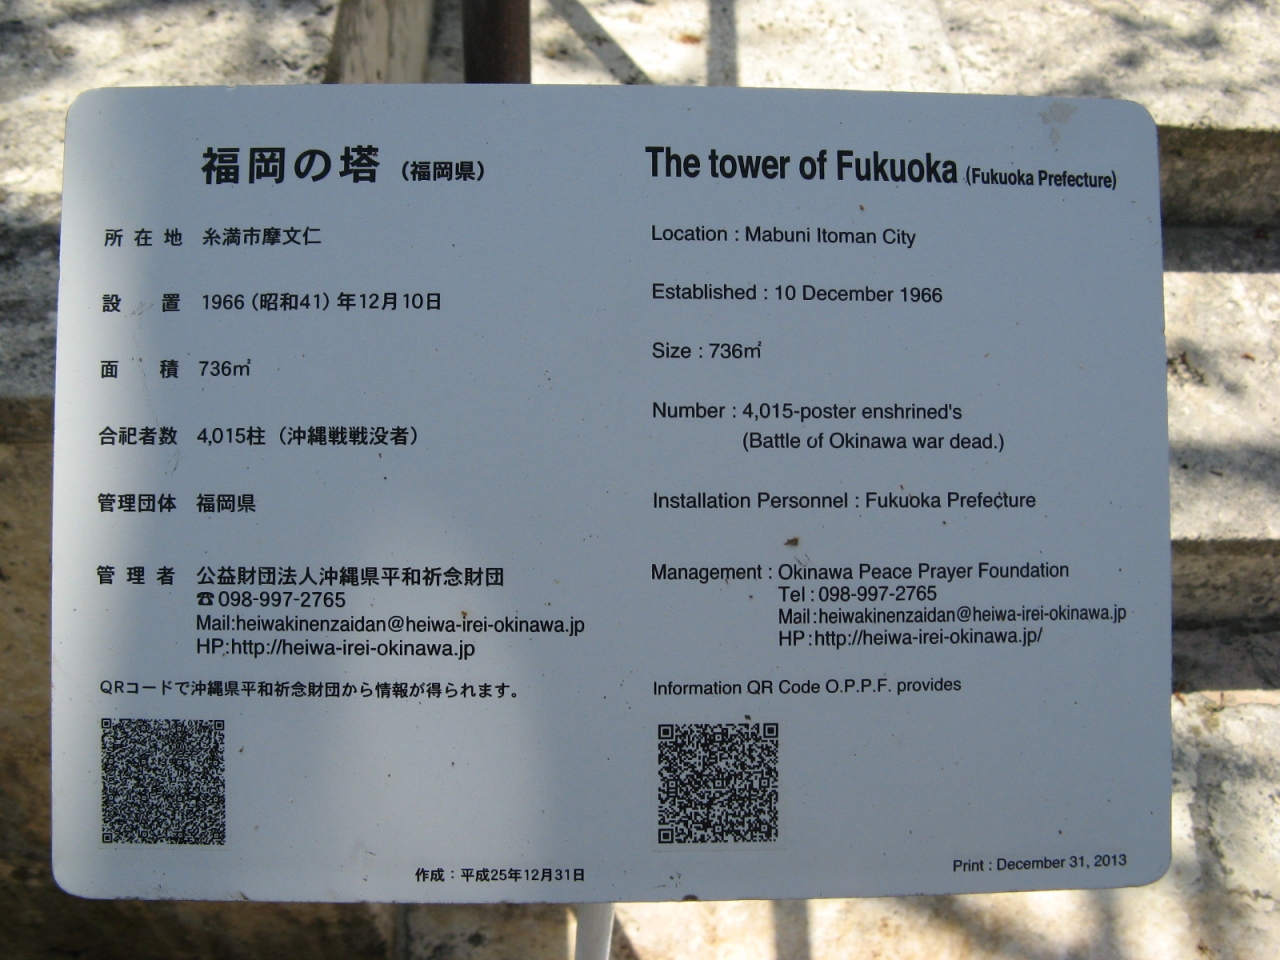 福岡の塔（福岡県）
所在地 糸満市摩文仁
設置 1966（昭和41）年12月10日
面積 736㎡
合祀者数 4,015柱（沖縄戦戦没者）
管理団体 福岡県
管理者 公益財団法人沖縄県平和祈念財団
☎098-997-2765
Mail:heiwakinenzaidan@heiwa-irei-okinawa.jp
HP:http://heiwa-irei-okinawa.jp
QRコードで沖縄県平和祈念財団から情報が得られます。
作成：平成25年12月31日
The tower of Fukuoka (Fukuoka Prefecture)
Location : Mabuni Itoman City
Established : 10 December 1966
Size : 736㎡
Number : 4,015-poster enshrined's
(Battle of Okinawa war dead.)
Installation Personnel : Fukuoka Prefecture
Management : Okinawa Peace Prayer Foundation
Tel : 098-997-2765
Mail : heiwakinenzaidan@heiwa-irei-okinawa.jp
HP : http://heiwa-irei-okinawa.jp/
Information QR Code O.P.P.F. provides
Print : December 31, 2013